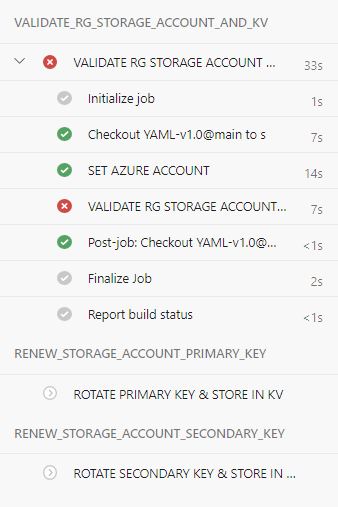 VALIDATE_RG_STORAGE_ACCOUNT_AND_KV
VALIDATE RG STORAGE ACCOUNT ... 33s
Initialize job 1s
Checkout YAML-v1.0@main to s 7s
SET AZURE ACCOUNT 14s
VALIDATE RG STORAGE ACCOUNT... 7s
Post-job: Checkout YAML-v1.0@... <1s
Finalize Job 2s
Report build status <1s
RENEW_STORAGE_ACCOUNT_PRIMARY_KEY
ROTATE PRIMARY KEY & STORE IN KV
RENEW_STORAGE_ACCOUNT_SECONDARY_KEY
ROTATE SECONDARY KEY & STORE IN ...